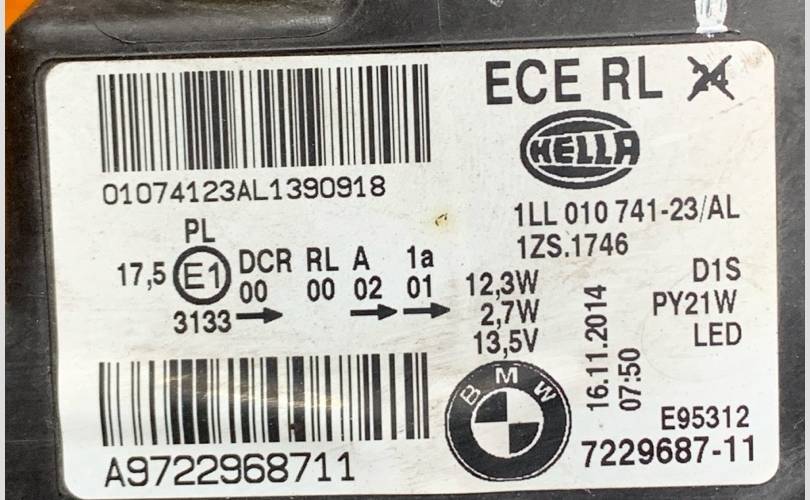 ECE RL 24
HELLA
01074123AL1390918
1LL 010 741-23/AL
1ZS.1746
PL
17,5 E1 DCR RL A 1a
00 00 02 01
3133
12,3W
2,7W
13,5V
16.11.2014
07:50
D1S
PY21W
LED
BMW
E95312
7229687-11
A9722968711